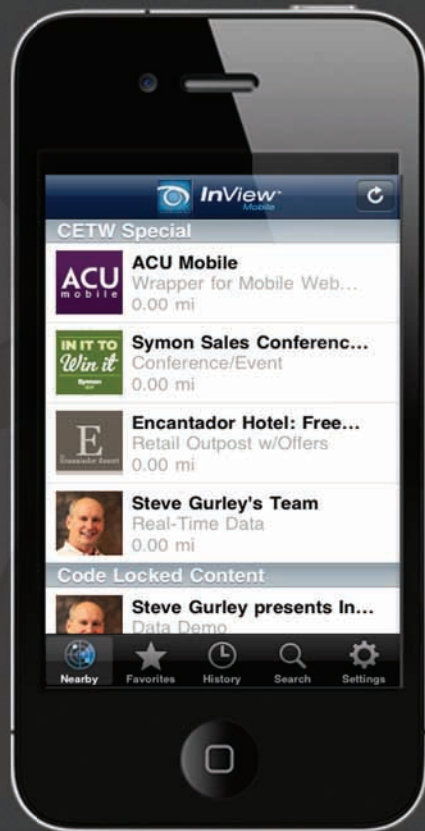 InView™
Mobile
CETW Special
ACU
mobile
ACU Mobile
Wrapper for Mobile Web...
0.00 mi
IN IT TO
Win it
Symon
Symon Sales Conferenc...
Conference/Event
0.00 mi
E
Encantador Resort
Encantador Hotel: Free...
Retail Outpost w/Offers
0.00 mi
Steve Gurley's Team
Real-Time Data
0.00 mi
Code Locked Content
Steve Gurley presents In...
Data Demo
Nearby
Favorites
History
Search
Settings